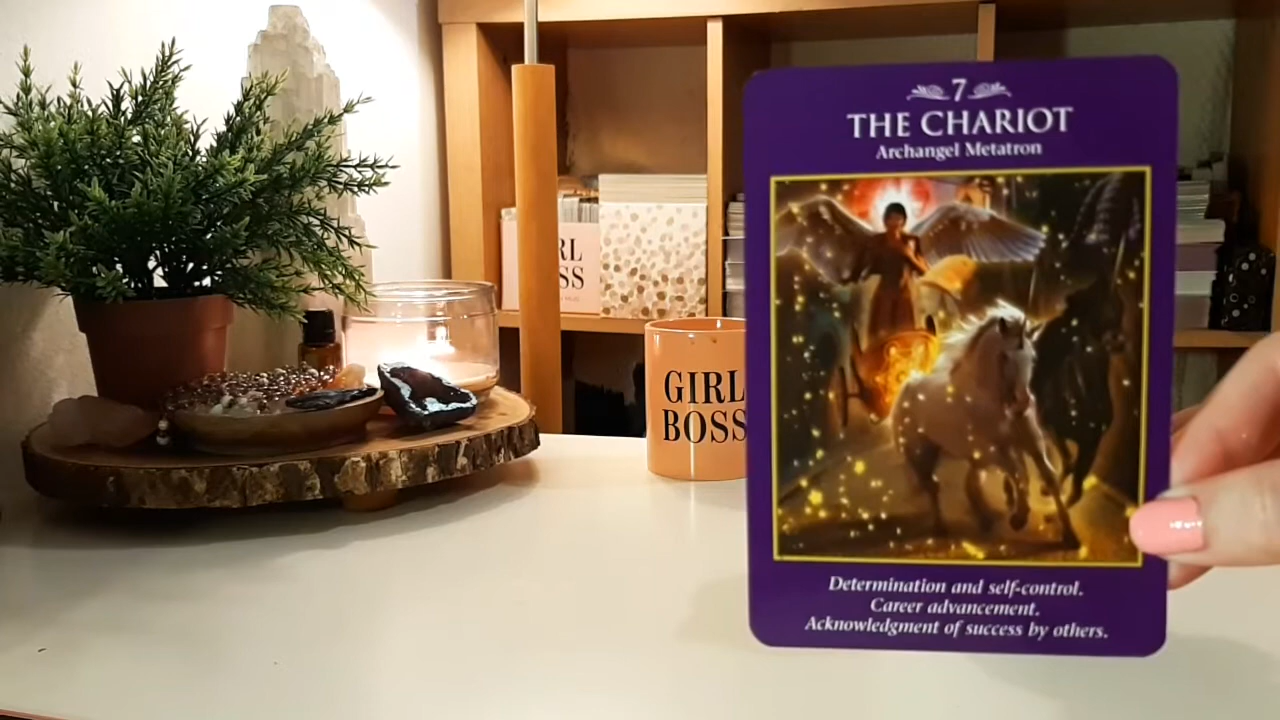 RL
SS
GIRL
BOSS
7
THE CHARIOT
Archangel Metatron
Determination and self-control.
Career advancement.
Acknowledgment of success by others.